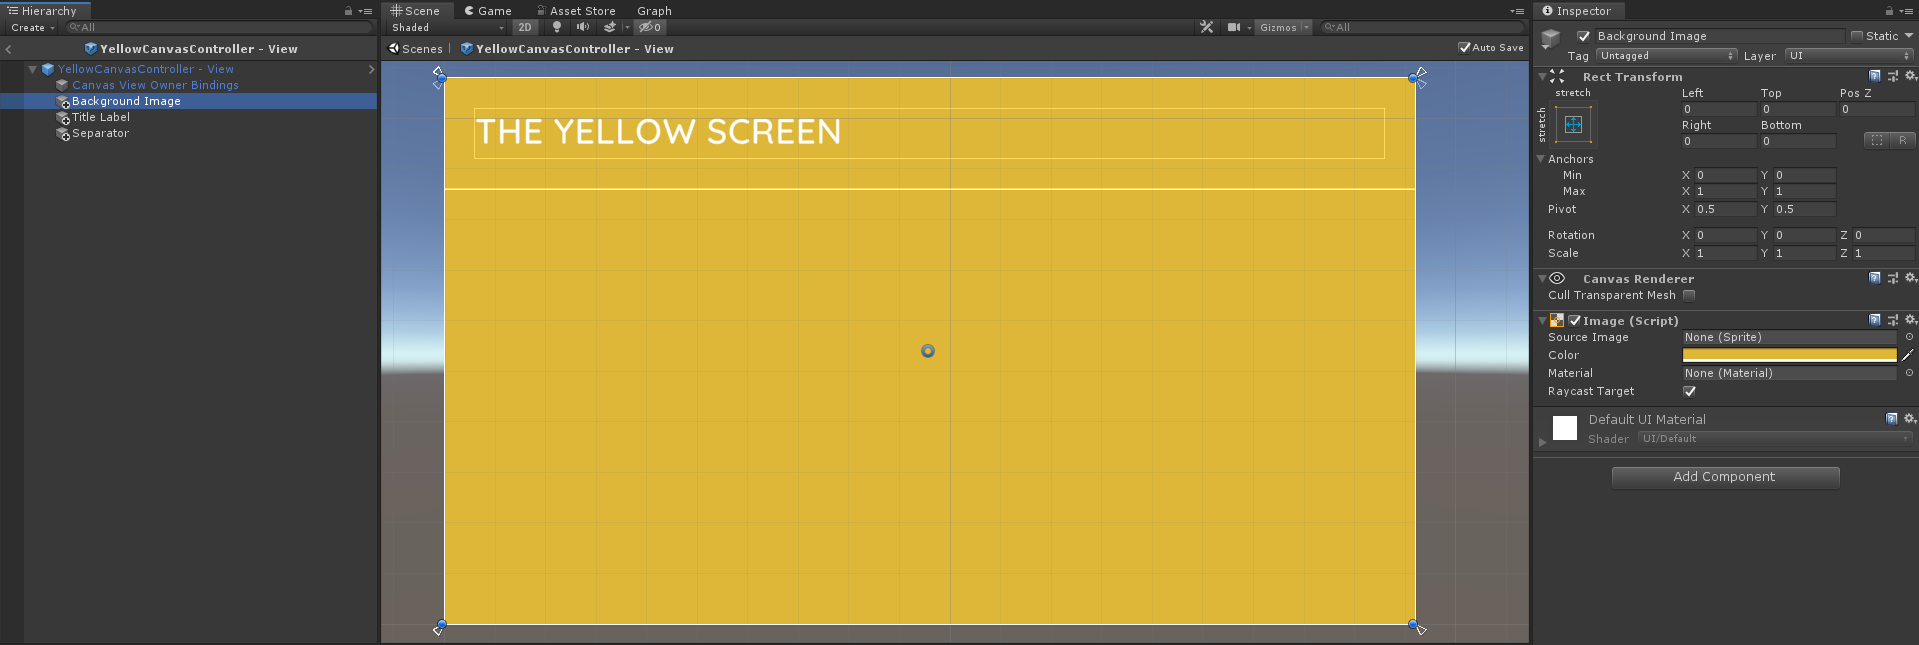 Hierarchy
Create
All
YellowCanvasController - View
YellowCanvasController - View
Canvas View Owner Bindings
Background Image
Title Label
Separator
Scene
Game
Asset Store
Graph
Shaded
2D
0
Gizmos
All
Scenes
YellowCanvasController - View
Auto Save
THE YELLOW SCREEN
Inspector
Background Image
Static
Tag Untagged Layer UI
Rect Transform
stretch
stretch
Left Top Pos Z
0 0 0
Right Bottom
0 0
R
Anchors
Min X 0 Y 0
Max X 1 Y 1
Pivot X 0.5 Y 0.5
Rotation X 0 Y 0 Z 0
Scale X 1 Y 1 Z 1
Canvas Renderer
Cull Transparent Mesh
Image (Script)
Source Image None (Sprite)
Color
Material None (Material)
Raycast Target
Default UI Material
Shader UI/Default
Add Component